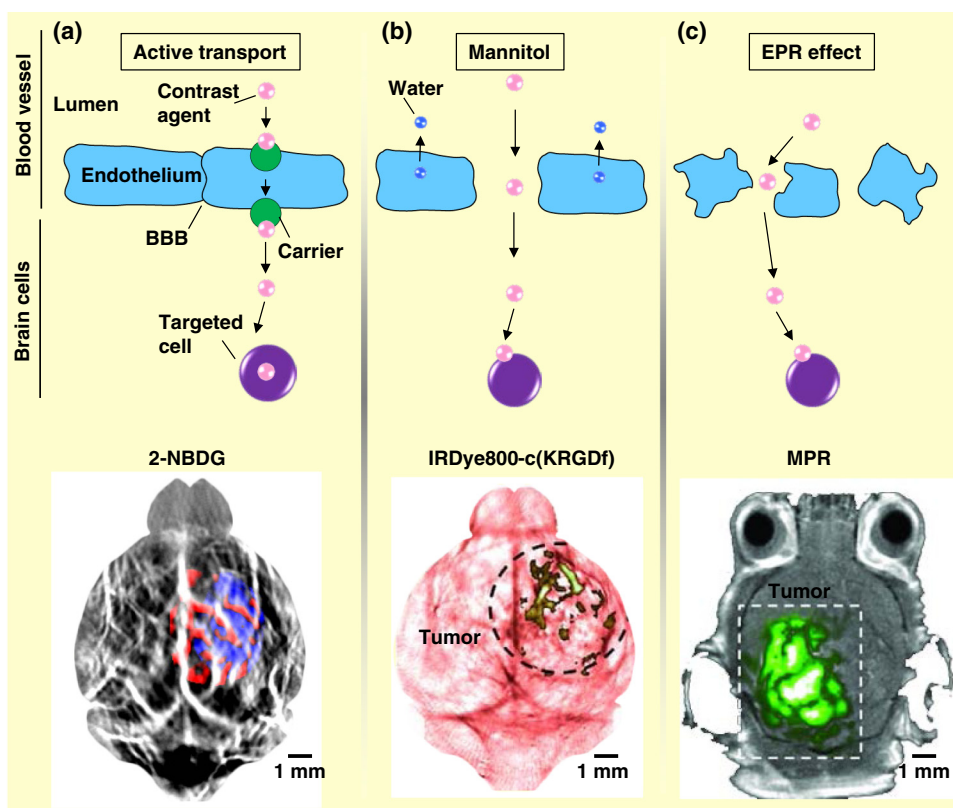 (a)
Active transport
Blood vessel
Lumen
Contrast
agent
Endothelium
BBB
Carrier
Brain cells
Targeted
cell
2-NBDG
1 mm
(b)
Mannitol
Water
IRDye800-c(KRGDf)
Tumor
1 mm
(c)
EPR effect
MPR
Tumor
1 mm